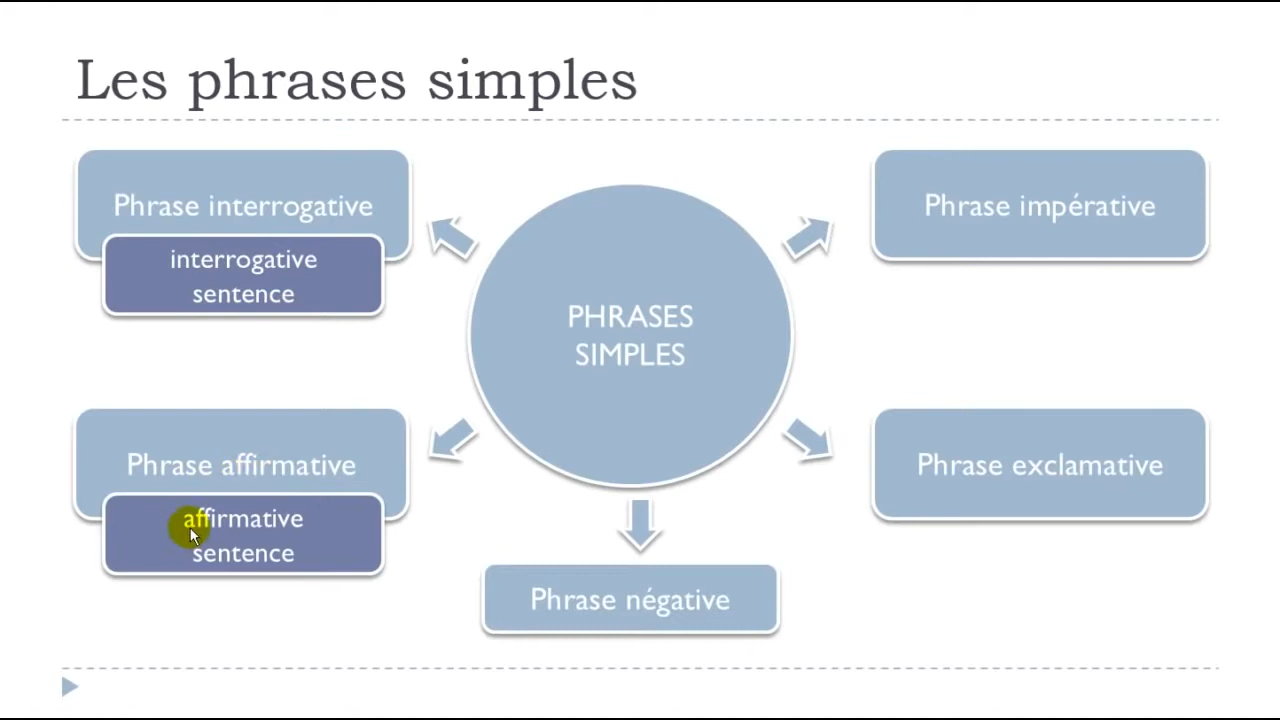 Les phrases simples
Phrase interrogative
interrogative
sentence
Phrase impérative
PHRASES
SIMPLES
Phrase affirmative
affirmative
sentence
Phrase exclamative
Phrase négative